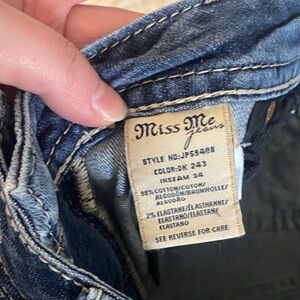 Miss Me
Jeans
STYLE NO:JP5940B
COLOR:DK 243
INSEAM 34
98% COTTON/COTON/
ALGODÓN/BAUMWOLLE/
ALGODÃO
2% ELASTANE/ÉLASTHANNE/
ELASTANO/ELASTAN/
ELASTANO
SEE REVERSE FOR CARE